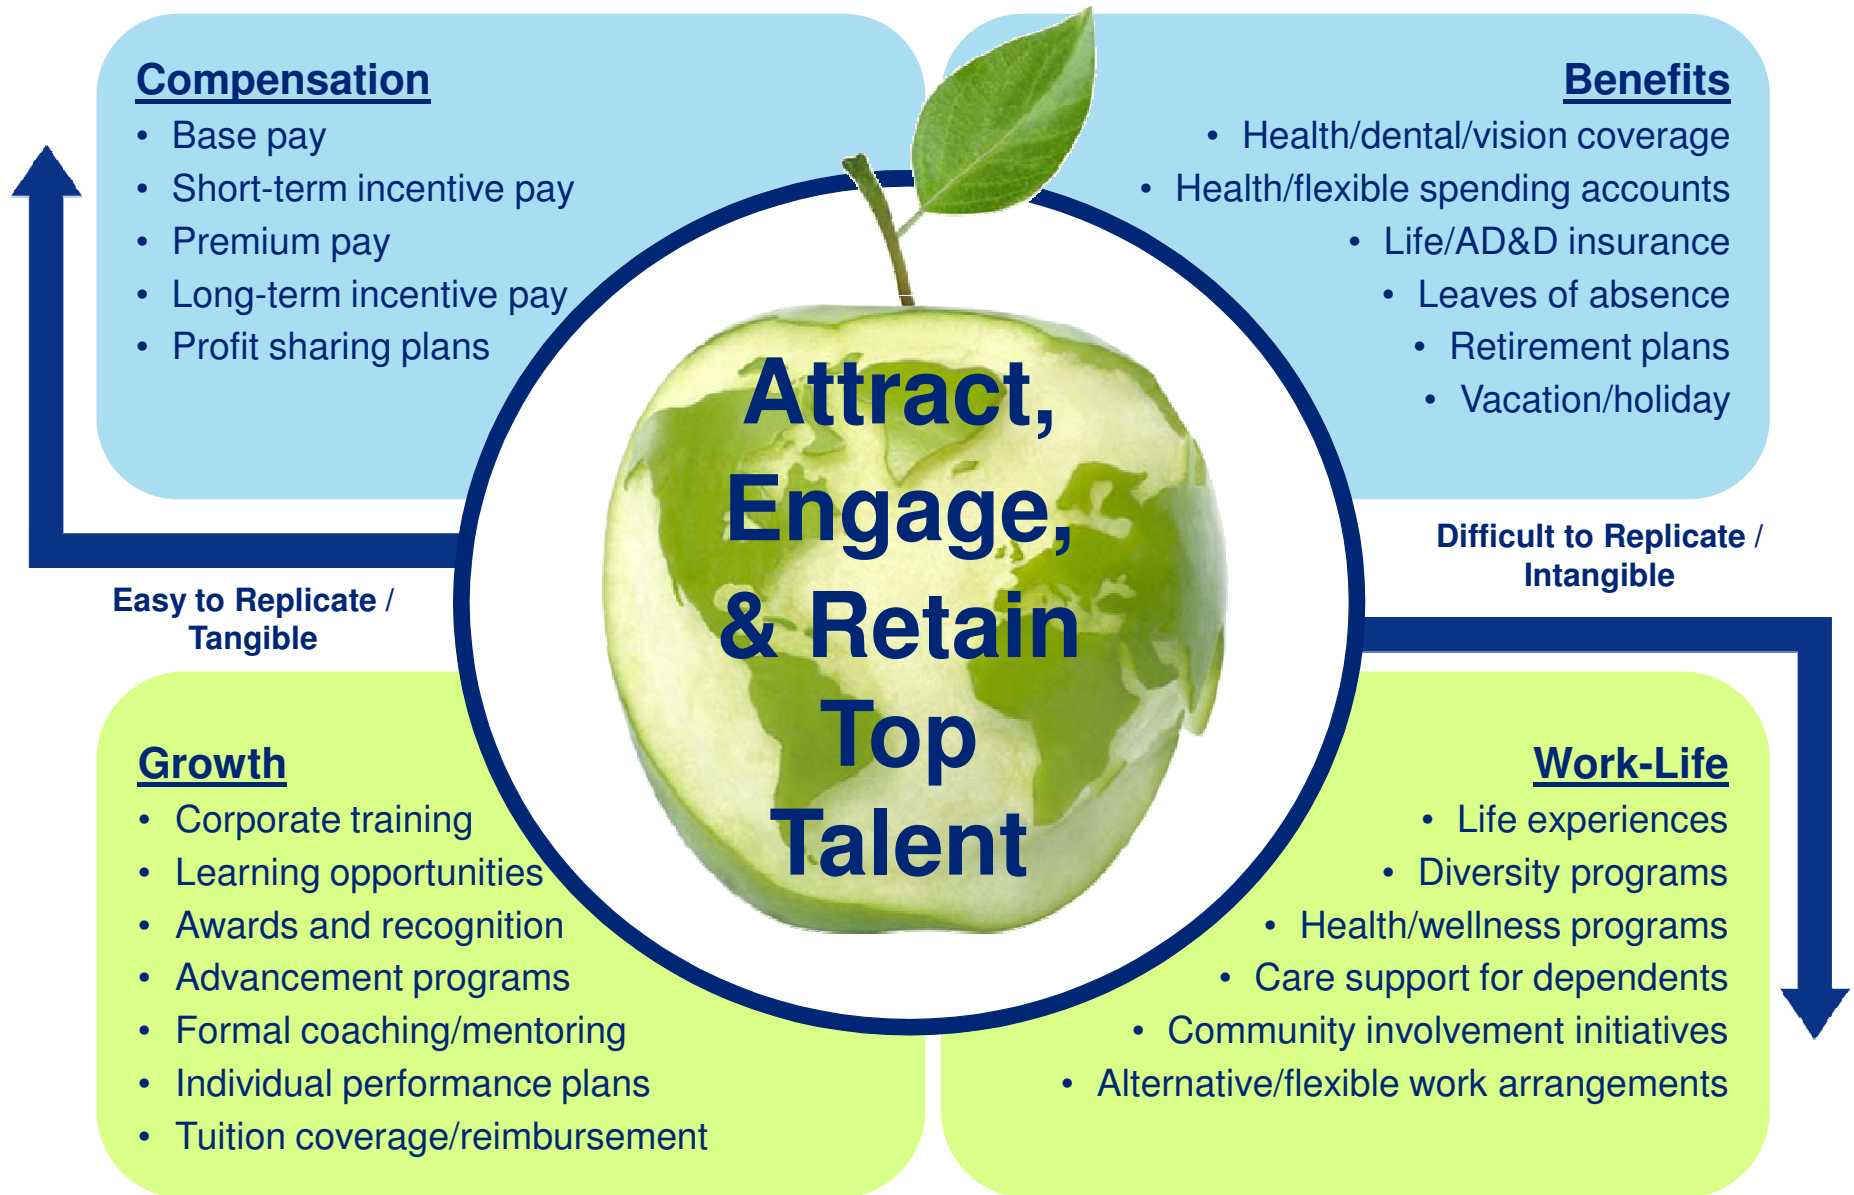 Compensation
• Base pay
• Short-term incentive pay
• Premium pay
• Long-term incentive pay
• Profit sharing plans
Benefits
• Health/dental/vision coverage
• Health/flexible spending accounts
• Life/AD&D insurance
• Leaves of absence
• Retirement plans
• Vacation/holiday
Attract,
Engage,
& Retain
Top
Talent
Easy to Replicate /
Tangible
Difficult to Replicate /
Intangible
Growth
• Corporate training
• Learning opportunities
• Awards and recognition
• Advancement programs
• Formal coaching/mentoring
• Individual performance plans
• Tuition coverage/reimbursement
Work-Life
• Life experiences
• Diversity programs
• Health/wellness programs
• Care support for dependents
• Community involvement initiatives
• Alternative/flexible work arrangements